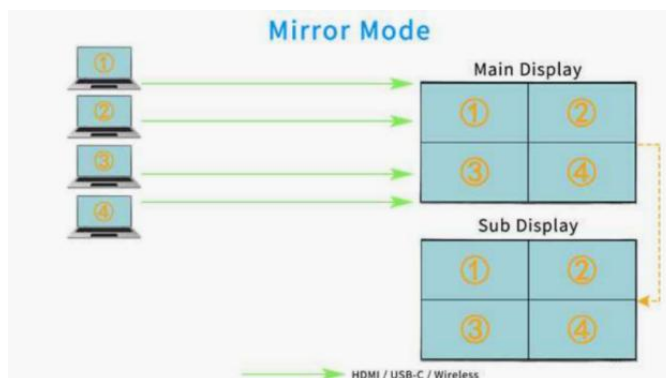 Mirror Mode
①
②
③
④
Main Display
① ②
③ ④
Sub Display
① ②
③ ④
HDMI / USB-C / Wireless